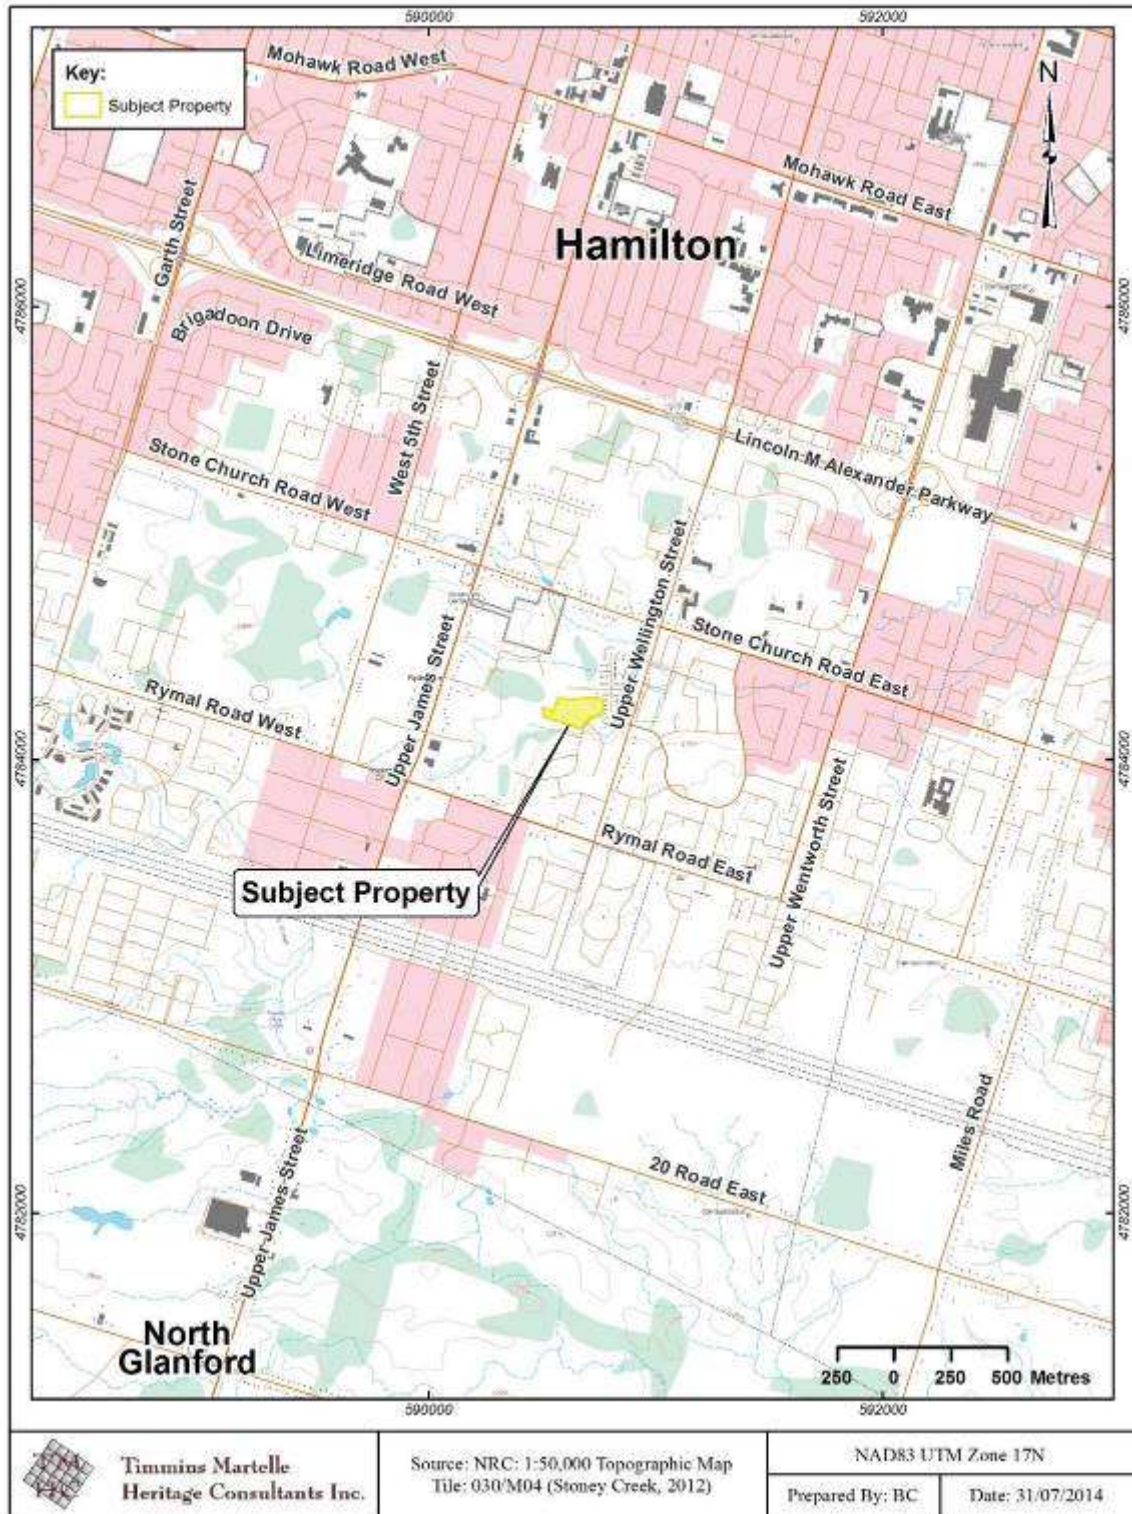 590000
592000
Key:
Subject Property
N
Mohawk Road West
Mohawk Road East
Garth Street
Hamilton
Limeridge Road West
4786000
4786000
Brigadoon Drive
West 5th Street
Stone Church Road West
Lincoln M Alexander Parkway
Upper Wellington Street
Stone Church Road East
Upper James Street
Rymal Road West
4784000
4784000
Rymal Road East
Upper Wentworth Street
Subject Property
Miles Road
20 Road East
4782000
4782000
Upper James Street
North
Glanford
250 0 250 500 Metres
590000
592000
Timmins Martelle
Heritage Consultants Inc.
Source: NRC: 1:50,000 Topographic Map
Tile: 030/M04 (Stoney Creek, 2012)
NAD83 UTM Zone 17N
Prepared By: BC
Date: 31/07/2014